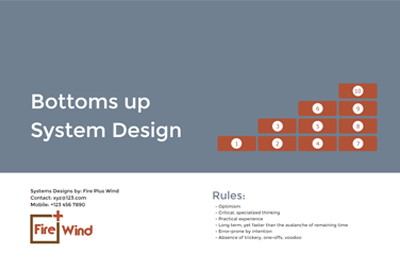 Bottoms up
System Design
10
6
9
3
5
8
1
2
4
7
Systems Designs by: Fire Plus Wind
Contact: xyz@123.com
Mobile: +123 456 7890
Fire Wind
Rules:
- Optimism
- Critical, specialized thinking
- Practical experience
- Long term, yet faster than the avalanche of remaining time
- Error-prone by intention
- Absence of trickery, one-offs, voodoo